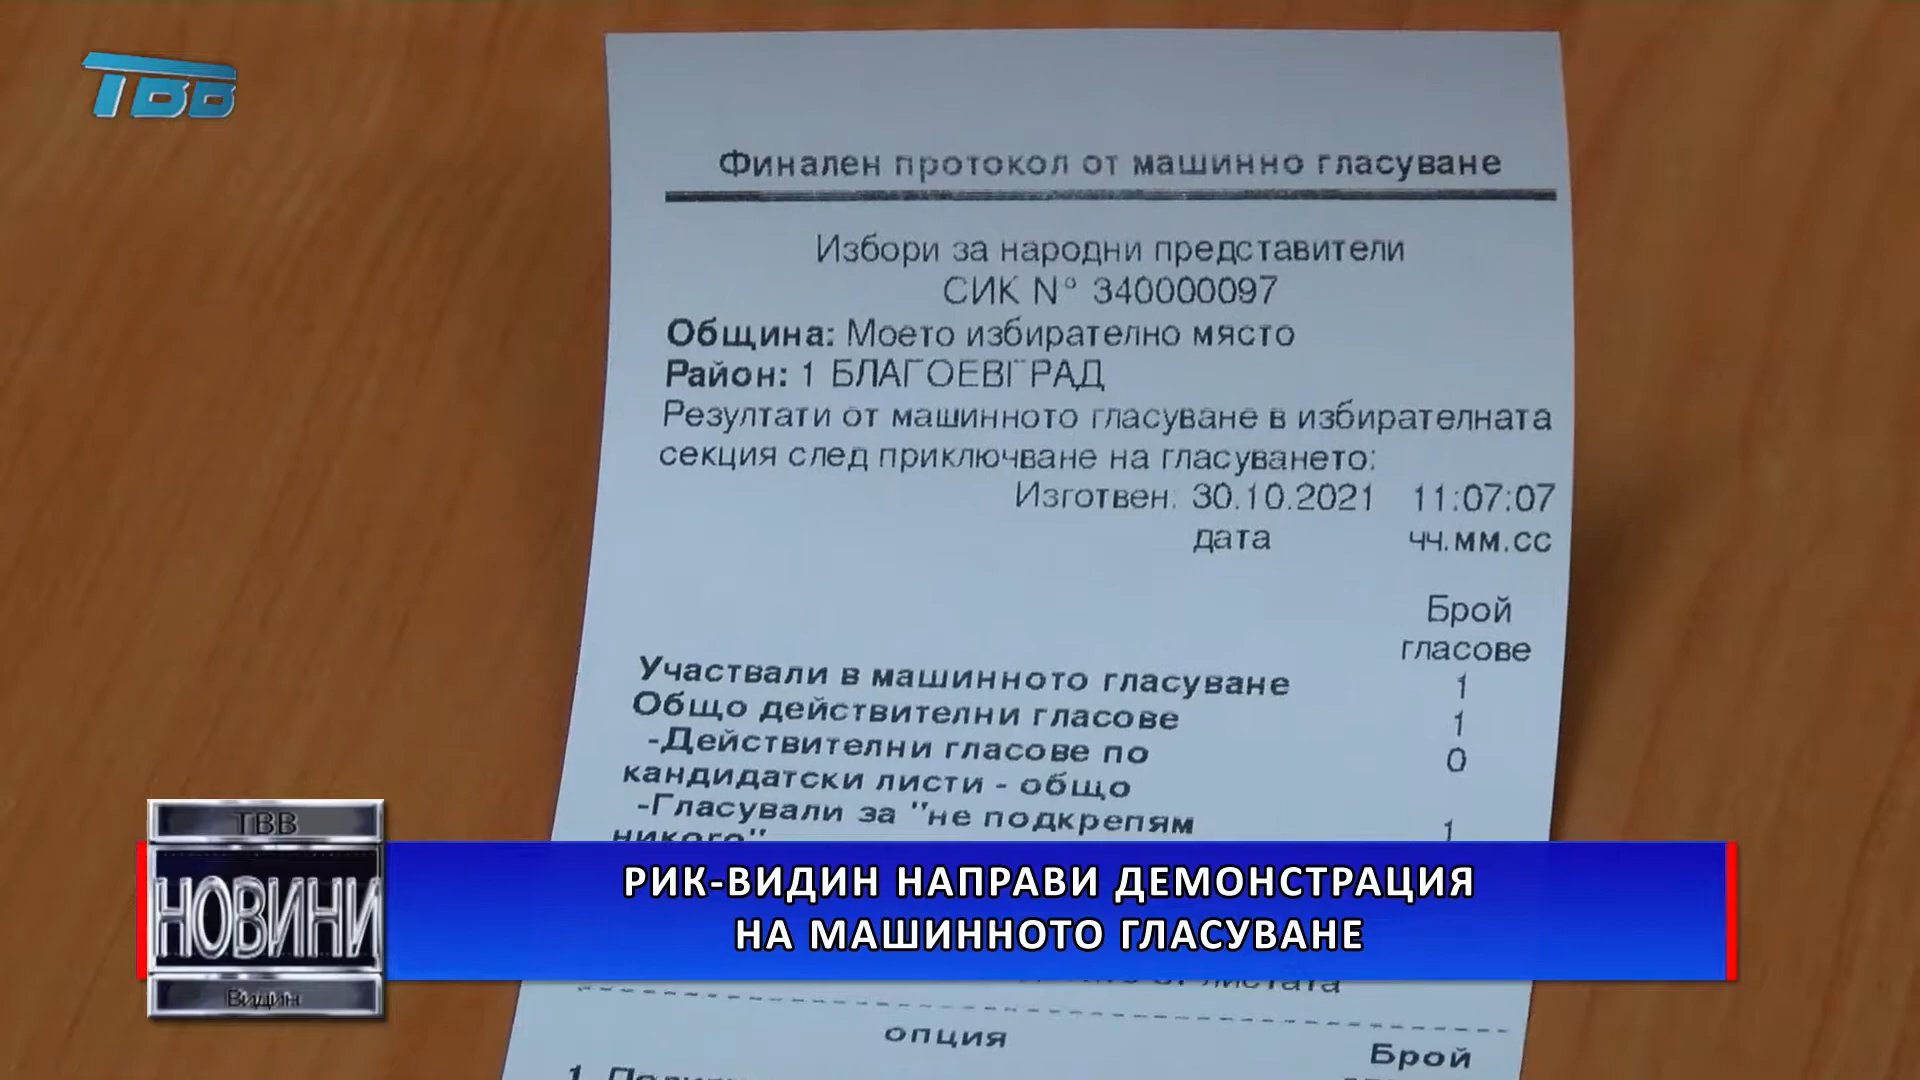 ТВВ
Финален протокол от машинно гласуване
Избори за народни представители
СИК N° 340000097
Община: Моето избирателно място
Район: 1 БЛАГОЕВГРАД
Резултати от машинното гласуване в избирателната
секция след приключване на гласуването:
Изготвен: 30.10.2021 11:07:07
дата чч.мм.сс
Брой
гласове
Участвали в машинното гласуване 1
Общо действителни гласове 1
-Действителни гласове по 0
кандидатски листи - общо
-Гласували за "не подкрепям 1
никого"
ТВВ
НОВИНИ
Видин
РИК-ВИДИН НАПРАВИ ДЕМОНСТРАЦИЯ
НА МАШИННОТО ГЛАСУВАНЕ
листата
опция
Брой
1